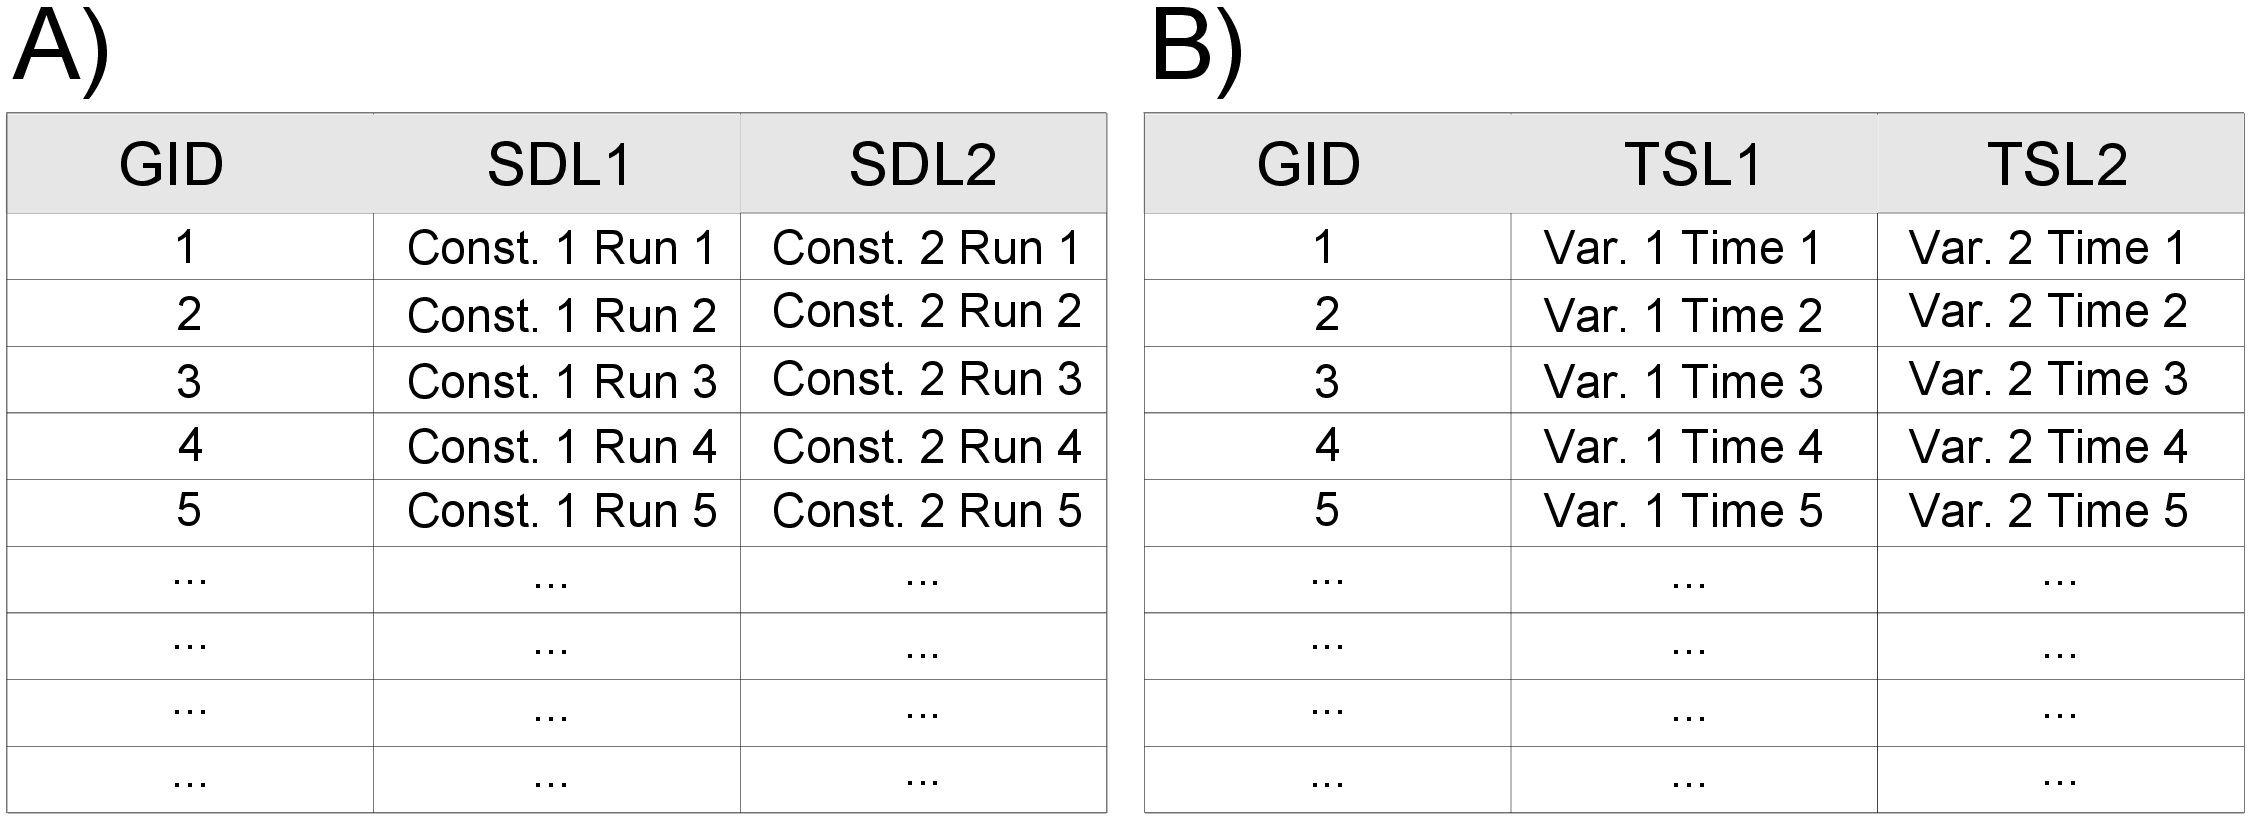 A)
GID SDL1 SDL2
1 Const. 1 Run 1 Const. 2 Run 1
2 Const. 1 Run 2 Const. 2 Run 2
3 Const. 1 Run 3 Const. 2 Run 3
4 Const. 1 Run 4 Const. 2 Run 4
5 Const. 1 Run 5 Const. 2 Run 5
... ... ...
... ... ...
... ... ...
... ... ...
B)
GID TSL1 TSL2
1 Var. 1 Time 1 Var. 2 Time 1
2 Var. 1 Time 2 Var. 2 Time 2
3 Var. 1 Time 3 Var. 2 Time 3
4 Var. 1 Time 4 Var. 2 Time 4
5 Var. 1 Time 5 Var. 2 Time 5
... ... ...
... ... ...
... ... ...
... ... ...